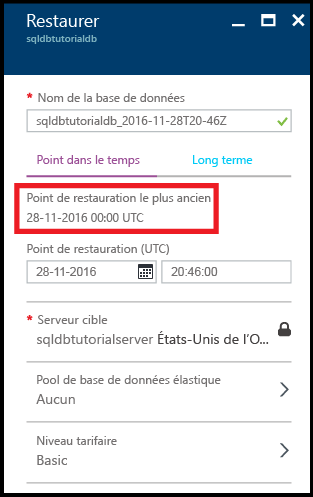 Restaurer
sqldbtutorialdb
* Nom de la base de données
sqldbtutorialdb_2016-11-28T20-46Z
Point dans le temps
Long terme
Point de restauration le plus ancien
28-11-2016 00:00 UTC
Point de restauration (UTC)
28-11-2016
20:46:00
* Serveur cible
sqldbtutorialserver États-Unis de l'O...
Pool de base de données élastique
Aucun
Niveau tarifaire
Basic